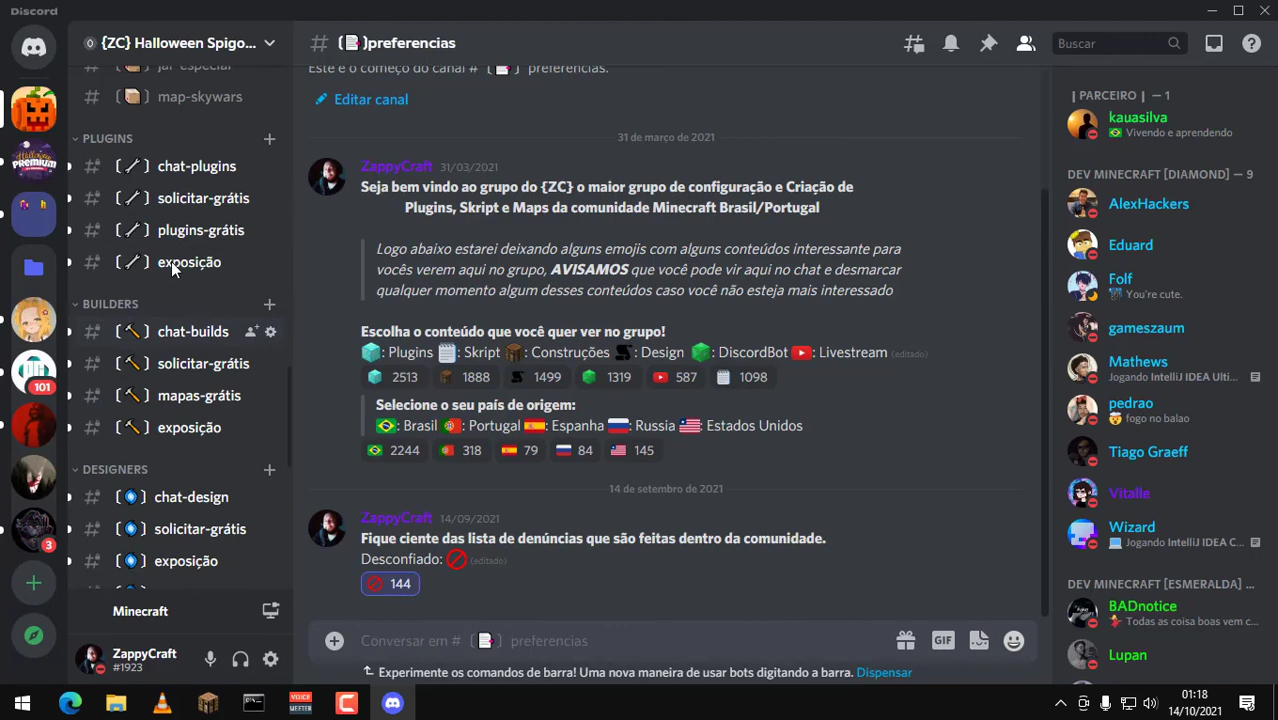 Discord
{ZC} Halloween Spigo...
jar-especial
map-skywars
PLUGINS
chat-plugins
solicitar-grátis
plugins-grátis
exposição
BUILDERS
chat-builds
solicitar-grátis
mapas-grátis
exposição
DESIGNERS
chat-design
solicitar-grátis
exposição
Minecraft
ZappyCraft
#1923
101
3
# [ ]preferencias
Buscar
Este é o começo do canal # [ ] preferencias.
Editar canal
31 de março de 2021
ZappyCraft 31/03/2021
Seja bem vindo ao grupo do {ZC} o maior grupo de configuração e Criação de
Plugins, Skript e Maps da comunidade Minecraft Brasil/Portugal
Logo abaixo estarei deixando alguns emojis com alguns conteúdos interessante para
vocês verem aqui no grupo, AVISAMOS que você pode vir aqui no chat e desmarcar
qualquer momento algum desses conteúdos caso você não esteja mais interessado
Escolha o conteúdo que você quer ver no grupo!
: Plugins : Skript : Construções : Design : DiscordBot : Livestream (editado)
2513 1888 1499 1319 587 1098
Selecione o seu país de origem:
: Brasil : Portugal : Espanha : Russia : Estados Unidos
2244 318 79 84 145
14 de setembro de 2021
ZappyCraft 14/09/2021
Fique ciente das lista de denúncias que são feitas dentro da comunidade.
Desconfiado: (editado)
144
Conversar em # [ ] preferencias
GIF
Experimente os comandos de barra! Uma nova maneira de usar bots digitando a barra. Dispensar
| PARCEIRO | — 1
kauasilva
Vivendo e aprendendo
DEV MINECRAFT [DIAMOND] — 9
AlexHackers
Eduard
Folf
You're cute.
gameszaum
Mathews
Jogando IntelliJ IDEA Ulti...
pedrao
fogo no balao
Tiago Graeff
Vitalle
Wizard
Jogando IntelliJ IDEA C...
DEV MINECRAFT [ESMERALDA] — 9
BADnotice
Todas as coisa boas vem c...
Lupan
VOICE
MEETER
01:18
14/10/2021